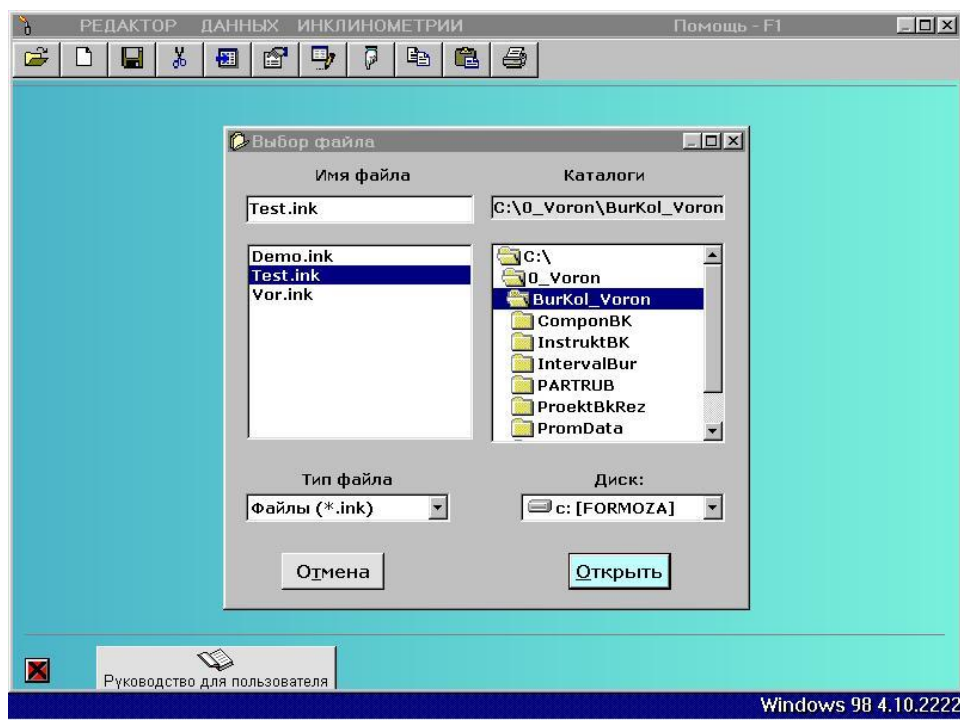 РЕДАКТОР ДАННЫХ ИНКЛИНОМЕТРИИ Помощь - F1
Выбор файла
Имя файла
Каталоги
Test.ink
C:\0_Voron\BurKol_Voron
Demo.ink
Test.ink
Vor.ink
C:\
0_Voron
BurKol_Voron
ComponBK
InstruktBK
IntervalBur
PARTRUB
ProektBkRez
PromData
Тип файла
Диск:
Файлы (*.ink)
c: [FORMOZA]
Отмена
Открыть
Руководство для пользователя
Windows 98 4.10.2222